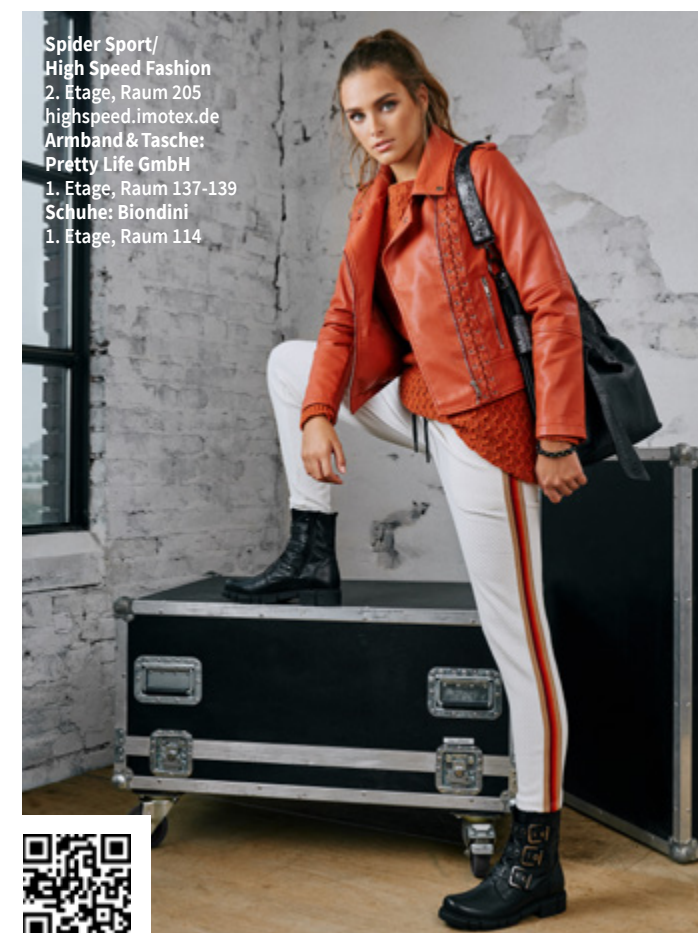 Spider Sport/
High Speed Fashion
2. Etage, Raum 205
highspeed.imotex.de
Armband & Tasche:
Pretty Life GmbH
1. Etage, Raum 137-139
Schuhe: Biondini
1. Etage, Raum 114